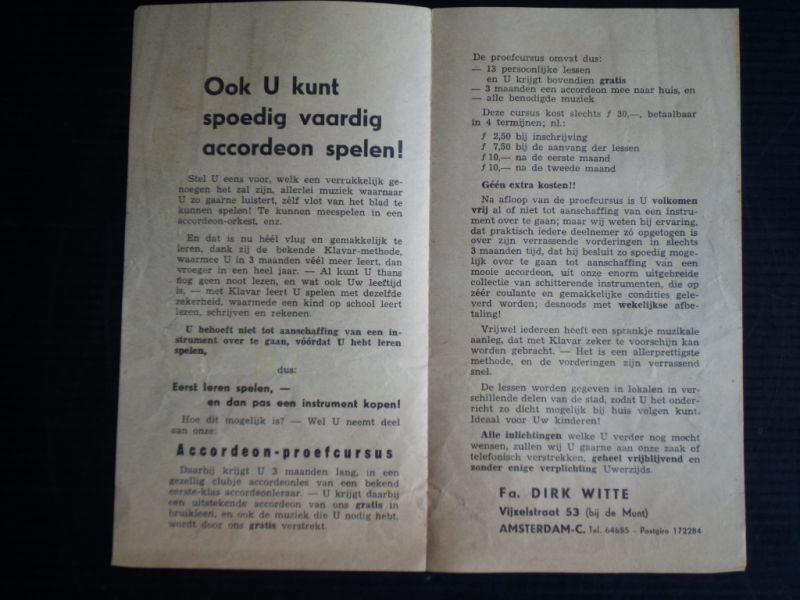 Ook U kunt
spoedig vaardig
accordeon spelen!
Stel U eens voor, welk een verrukkelijk ge-
noegen het zal zijn, allerlei muziek waarnaar
U zo gaarne luistert, zèlf vlot van het blad te
kunnen spelen! Te kunnen meespelen in een
accordeon-orkest, enz.
En dat is nu héél vlug en gemakkelijk te
leren, dank zij de bekende Klavar-methode,
waarmee U in 3 maanden véél meer leert, dan
vroeger in een heel jaar. — Al kunt U thans
nog geen noot lezen, en wat ook Uw leeftijd
is, — met Klavar leert U spelen met dezelfde
zekerheid, waarmede een kind op school leert
lezen, schrijven en rekenen.
U behoeft niet tot aanschaffing van een in-
strument over te gaan, vóórdat U hebt leren
spelen,
dus:
Eerst leren spelen, —
en dan pas een instrument kopen!
Hoe dit mogelijk is? — Wel U neemt deel
aan onze:
Accordeon-proefcursus
Daarbij krijgt U 3 maanden lang, in een
gezellig clubje accordeonles van een bekend
eerste-klas accordeonleraar. — U krijgt daarbij
een uitstekende accordeon van ons gratis in
bruikleen, en ook de muziek die U nodig hebt,
wordt door ons gratis verstrekt.
De proefcursus omvat dus:
— 13 persoonlijke lessen
en U krijgt bovendien gratis
— 3 maanden een accordeon mee naar huis, en
— alle benodigde muziek
Deze cursus kost slechts f 30,—, betaalbaar
in 4 termijnen; nl.:
f 2,50 bij inschrijving
f 7,50 bij de aanvang der lessen
f 10,— na de eerste maand
f 10,— na de tweede maand
Géén extra kosten!!
Na afloop van de proefcursus is U volkomen
vrij al of niet tot aanschaffing van een instru-
ment over te gaan; maar wij weten bij ervaring,
dat praktisch iedere deelnemer zó opgetogen is
over zijn verrassende vorderingen in slechts
3 maanden tijd, dat hij besluit zo spoedig moge-
lijk over te gaan tot aanschaffing van een
mooie accordeon, uit onze enorm uitgebreide
collectie van schitterende instrumenten, die op
zéér coulante en gemakkelijke condities gele-
verd worden; desnoods met wekelijkse afbe-
taling!
Vrijwel iedereen heeft een sprankje muzikale
aanleg, dat met Klavar zeker te voorschijn kan
worden gebracht. — Het is een allerprettigste
methode, en de vorderingen zijn verrassend
snel.
De lessen worden gegeven in lokalen in ver-
schillende delen van de stad, zodat U het onder-
richt zo dicht mogelijk bij huis volgen kunt.
Ideaal voor Uw kinderen!
Alle inlichtingen welke U verder nog mocht
wensen, zullen wij U gaarne aan onze zaak of
telefonisch verstrekken, geheel vrijblijvend en
zonder enige verplichting Uwerzijds.
Fa. DIRK WITTE
Vijzelstraat 53 (bij de Munt)
AMSTERDAM-C. Tel. 64655 - Postgiro 172284